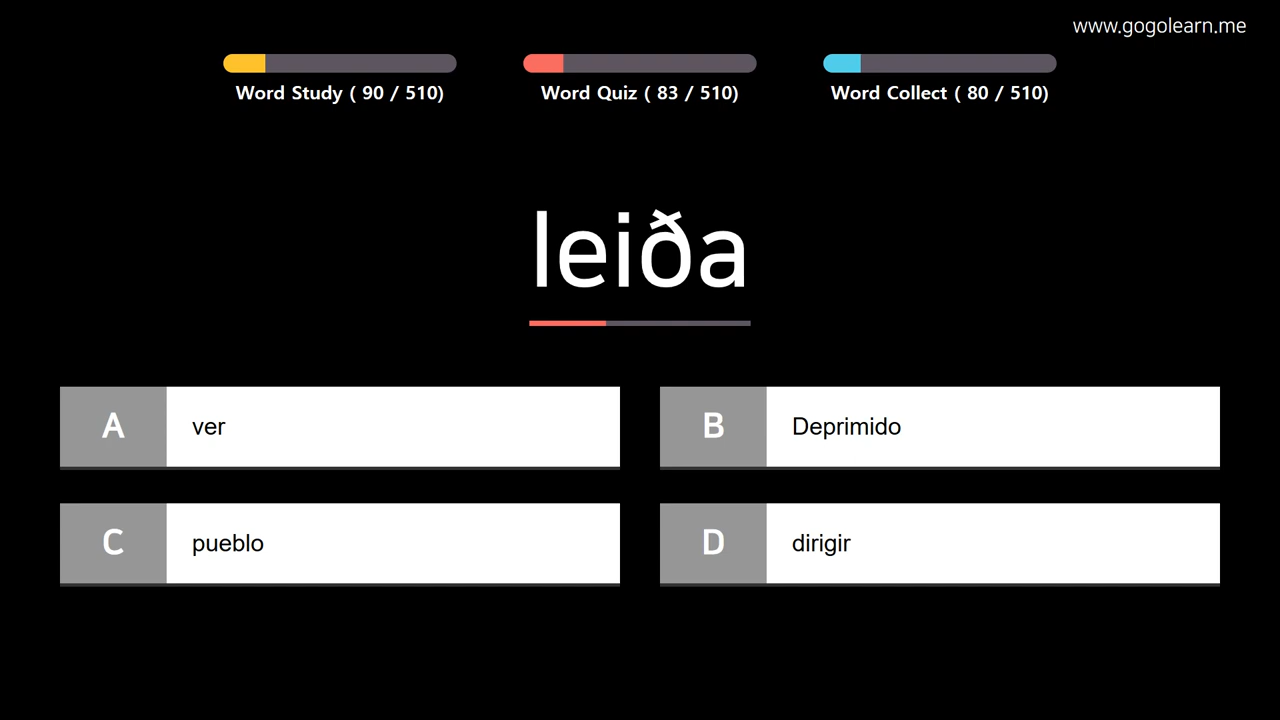 www.gogolearn.me
Word Study ( 90 / 510)
Word Quiz ( 83 / 510)
Word Collect ( 80 / 510)
leiða
A ver
B Deprimido
C pueblo
D dirigir